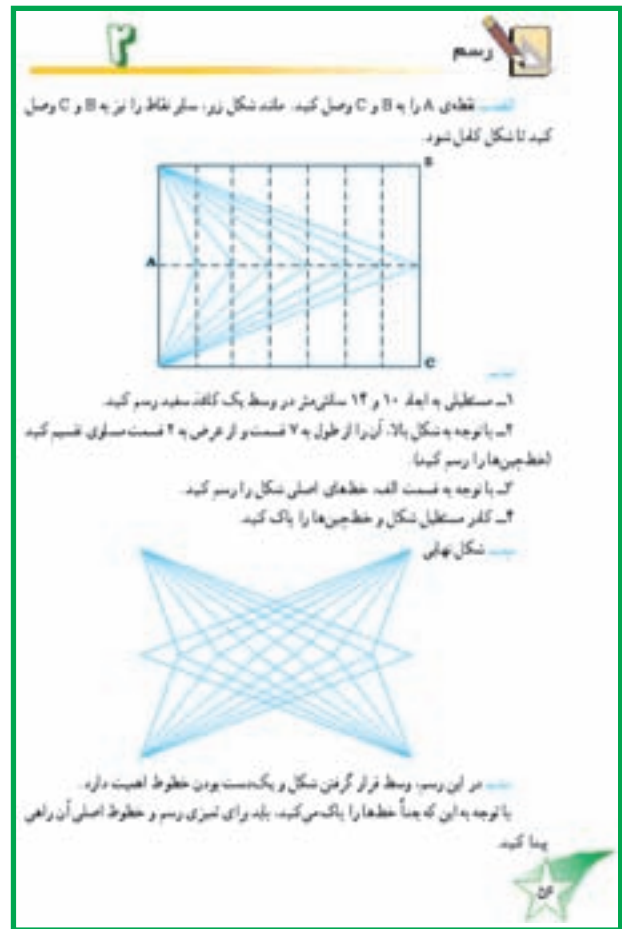 رسم
۲
الف ــ نقطه‌ی A را به B و C وصل کنید. مانند شکل زیر، سایر نقاط را نیز به B و C وصل
کنید تا شکل کامل شود.
B
A
C
۱ــ مستطیلی به ابعاد ۱۰ و ۱۴ سانتی‌متر در وسط یک کاغذ سفید رسم کنید.
۲ــ با توجه به شکل بالا، آن را از طول به ۷ قسمت و از عرض به ۲ قسمت مساوی تقسیم کنید
(خط‌چین‌ها را رسم کنید).
۳ــ با توجه به قسمت الف، خط‌های اصلی شکل را رسم کنید.
۴ــ کادر مستطیل شکل و خط‌چین‌ها را پاک کنید.
شکل نهایی
در این رسم، وسط قرار گرفتن شکل و یک‌دست بودن خطوط اهمیت دارد.
با توجه به این که بعداً خط‌ها را پاک می‌کنید، باید برای تمیزی رسم و خطوط اصلی آن راهی
پیدا کنید.
۵۶